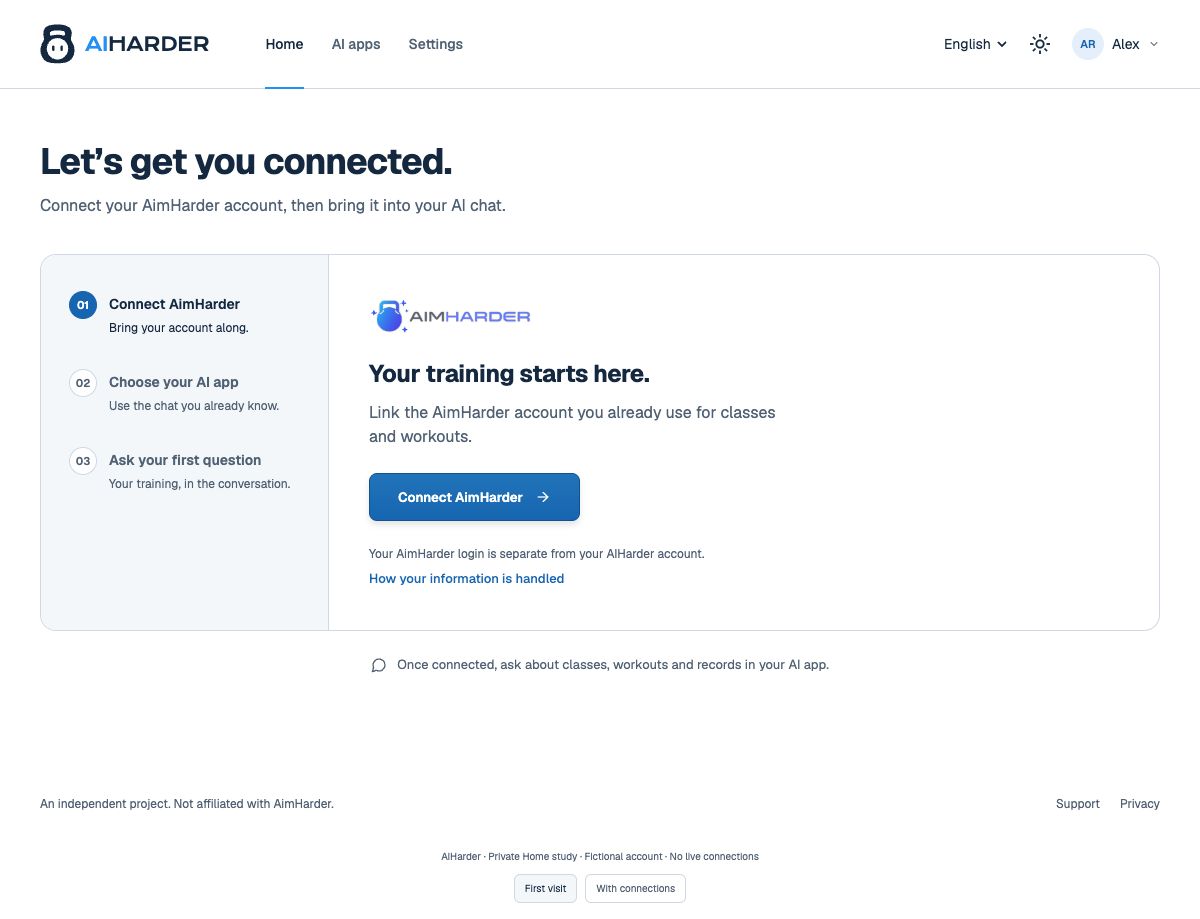 AIHARDER
Home
AI apps
Settings
English
AR
Alex
Let’s get you connected.
Connect your AimHarder account, then bring it into your AI chat.
01
Connect AimHarder
Bring your account along.
02
Choose your AI app
Use the chat you already know.
03
Ask your first question
Your training, in the conversation.
AIMHARDER
Your training starts here.
Link the AimHarder account you already use for classes
and workouts.
Connect AimHarder →
Your AimHarder login is separate from your AIHarder account.
How your information is handled
Once connected, ask about classes, workouts and records in your AI app.
An independent project. Not affiliated with AimHarder.
Support
Privacy
AIHarder · Private Home study · Fictional account · No live connections
First visit
With connections